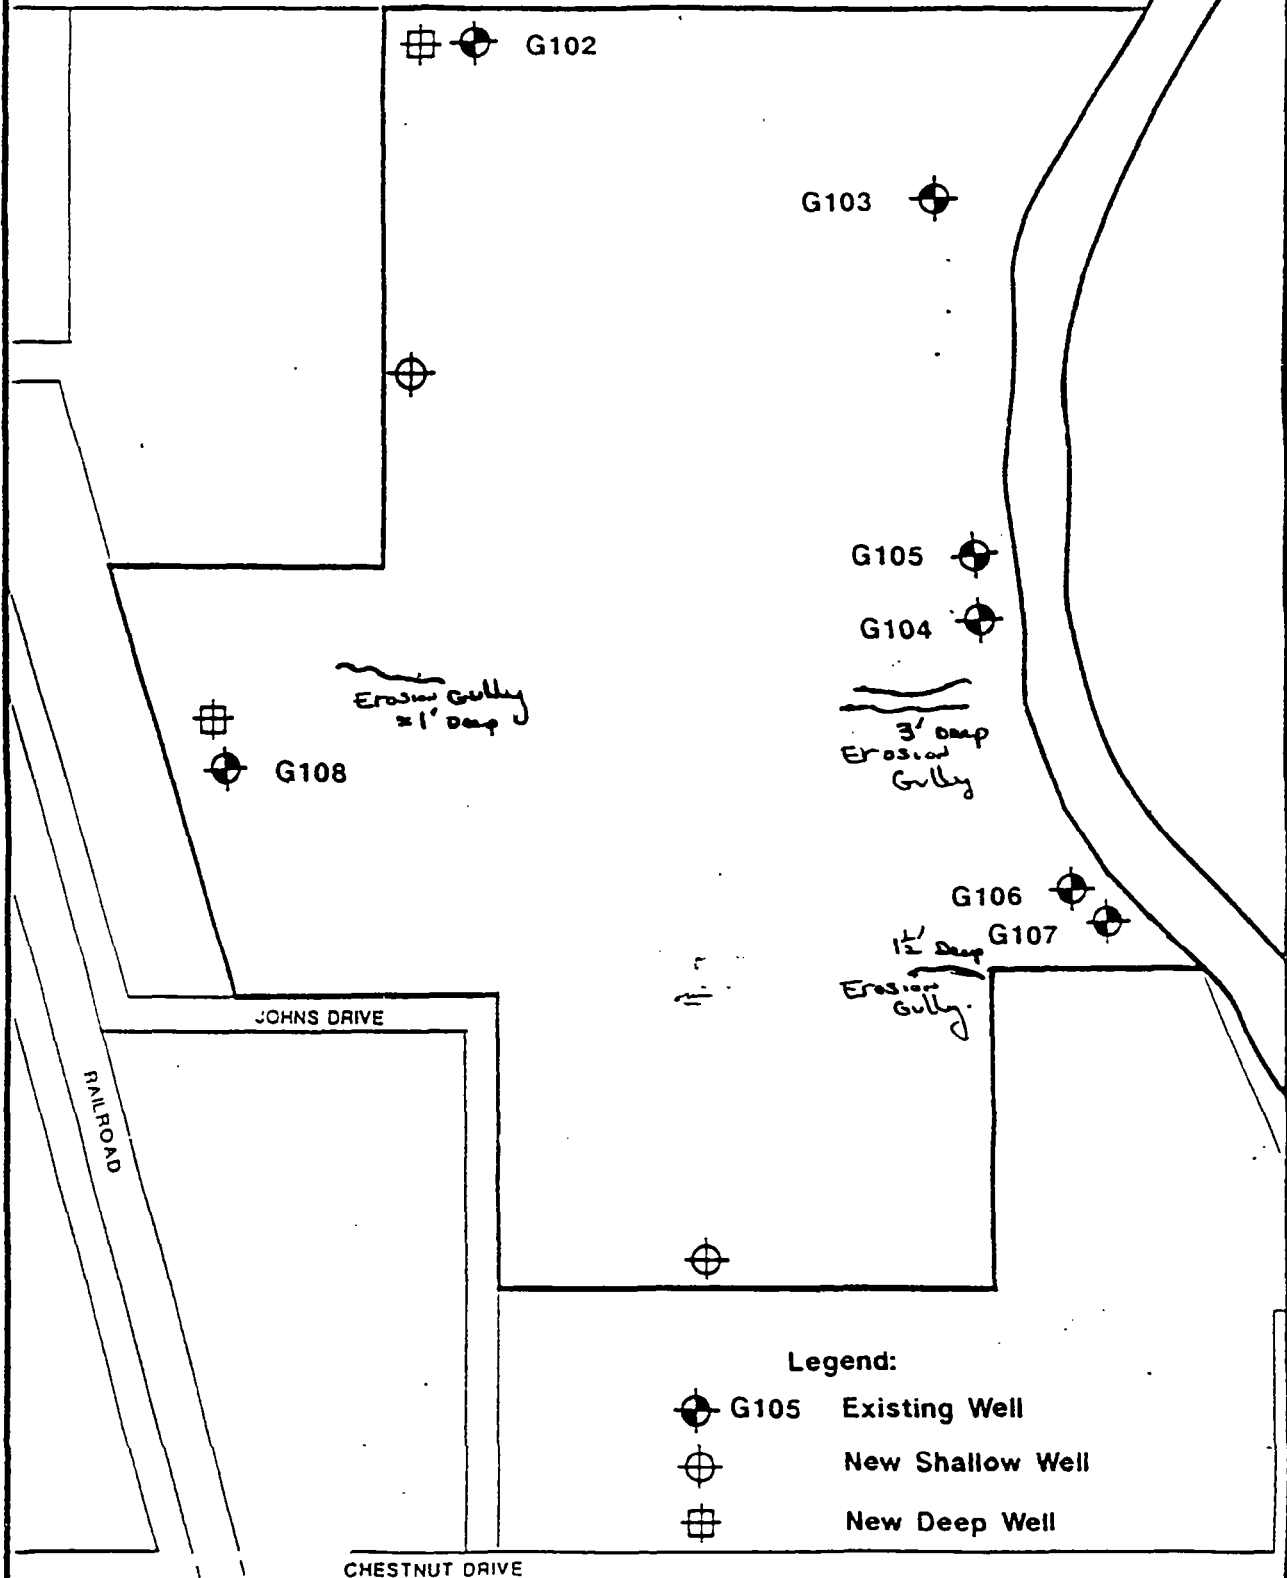 G102
G103
G105
G104
Erosion Gully
≈1' Deep
3' Deep
Erosion
Gully
G108
G106
G107
1½' Deep
Erosion
Gully.
JOHNS DRIVE
RAILROAD
Legend:
G105 Existing Well
New Shallow Well
New Deep Well
CHESTNUT DRIVE